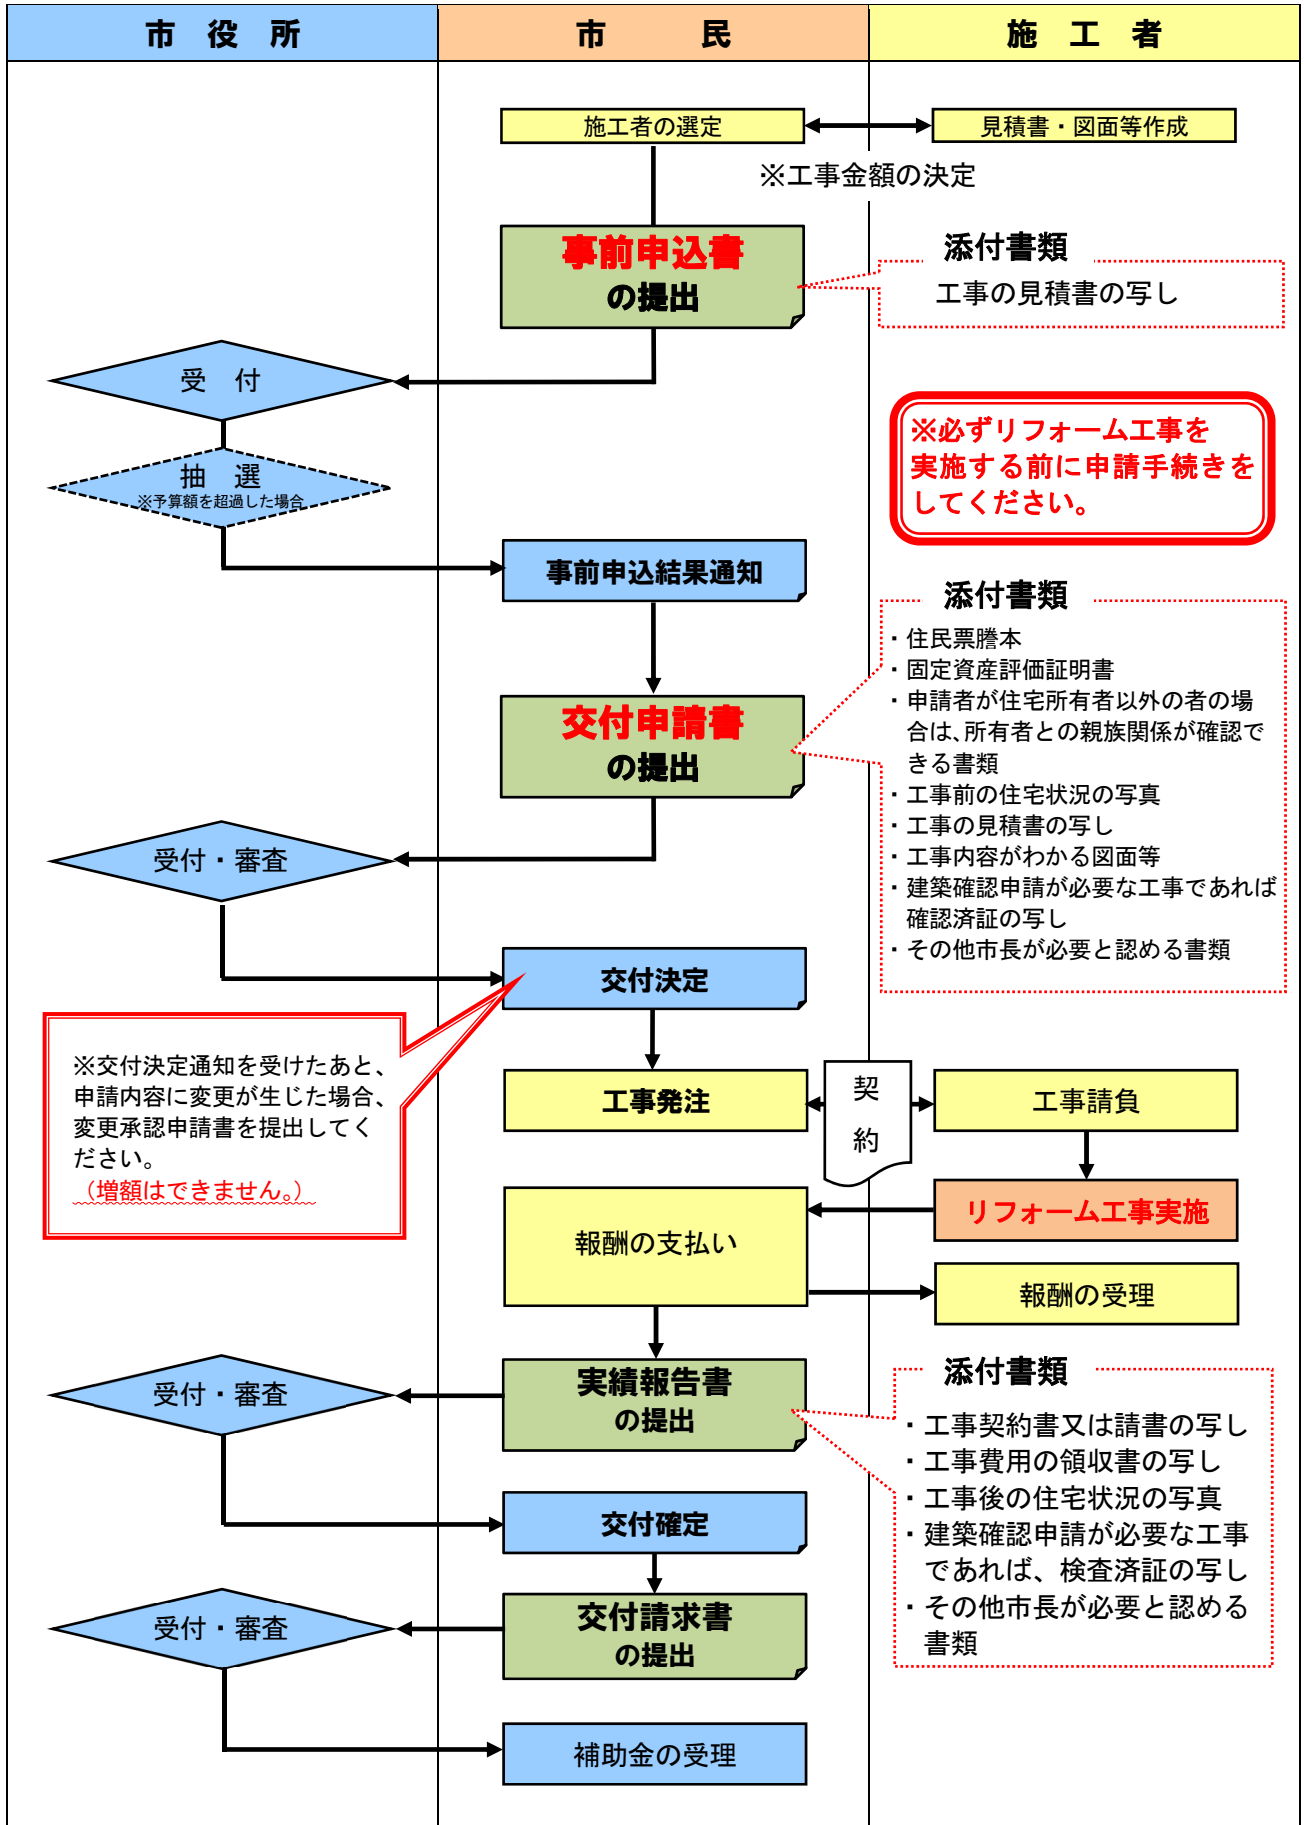 市 役 所
市 民
施 工 者
施工者の選定
見積書・図面等作成
※工事金額の決定
事前申込書
の提出
添付書類
工事の見積書の写し
受 付
抽 選
※予算額を超過した場合
※必ずリフォーム工事を
実施する前に申請手続きを
してください。
事前申込結果通知
添付書類
・住民票謄本
・固定資産評価証明書
・申請者が住宅所有者以外の者の場
合は、所有者との親族関係が確認で
きる書類
・工事前の住宅状況の写真
・工事の見積書の写し
・工事内容がわかる図面等
・建築確認申請が必要な工事であれば
確認済証の写し
・その他市長が必要と認める書類
交付申請書
の提出
受付・審査
交付決定
※交付決定通知を受けたあと、
申請内容に変更が生じた場合、
変更承認申請書を提出してく
ださい。
（増額はできません。）
工事発注
契
約
工事請負
リフォーム工事実施
報酬の支払い
報酬の受理
実績報告書
の提出
受付・審査
添付書類
・工事契約書又は請書の写し
・工事費用の領収書の写し
・工事後の住宅状況の写真
・建築確認申請が必要な工事
であれば、検査済証の写し
・その他市長が必要と認める
書類
交付確定
交付請求書
の提出
受付・審査
補助金の受理